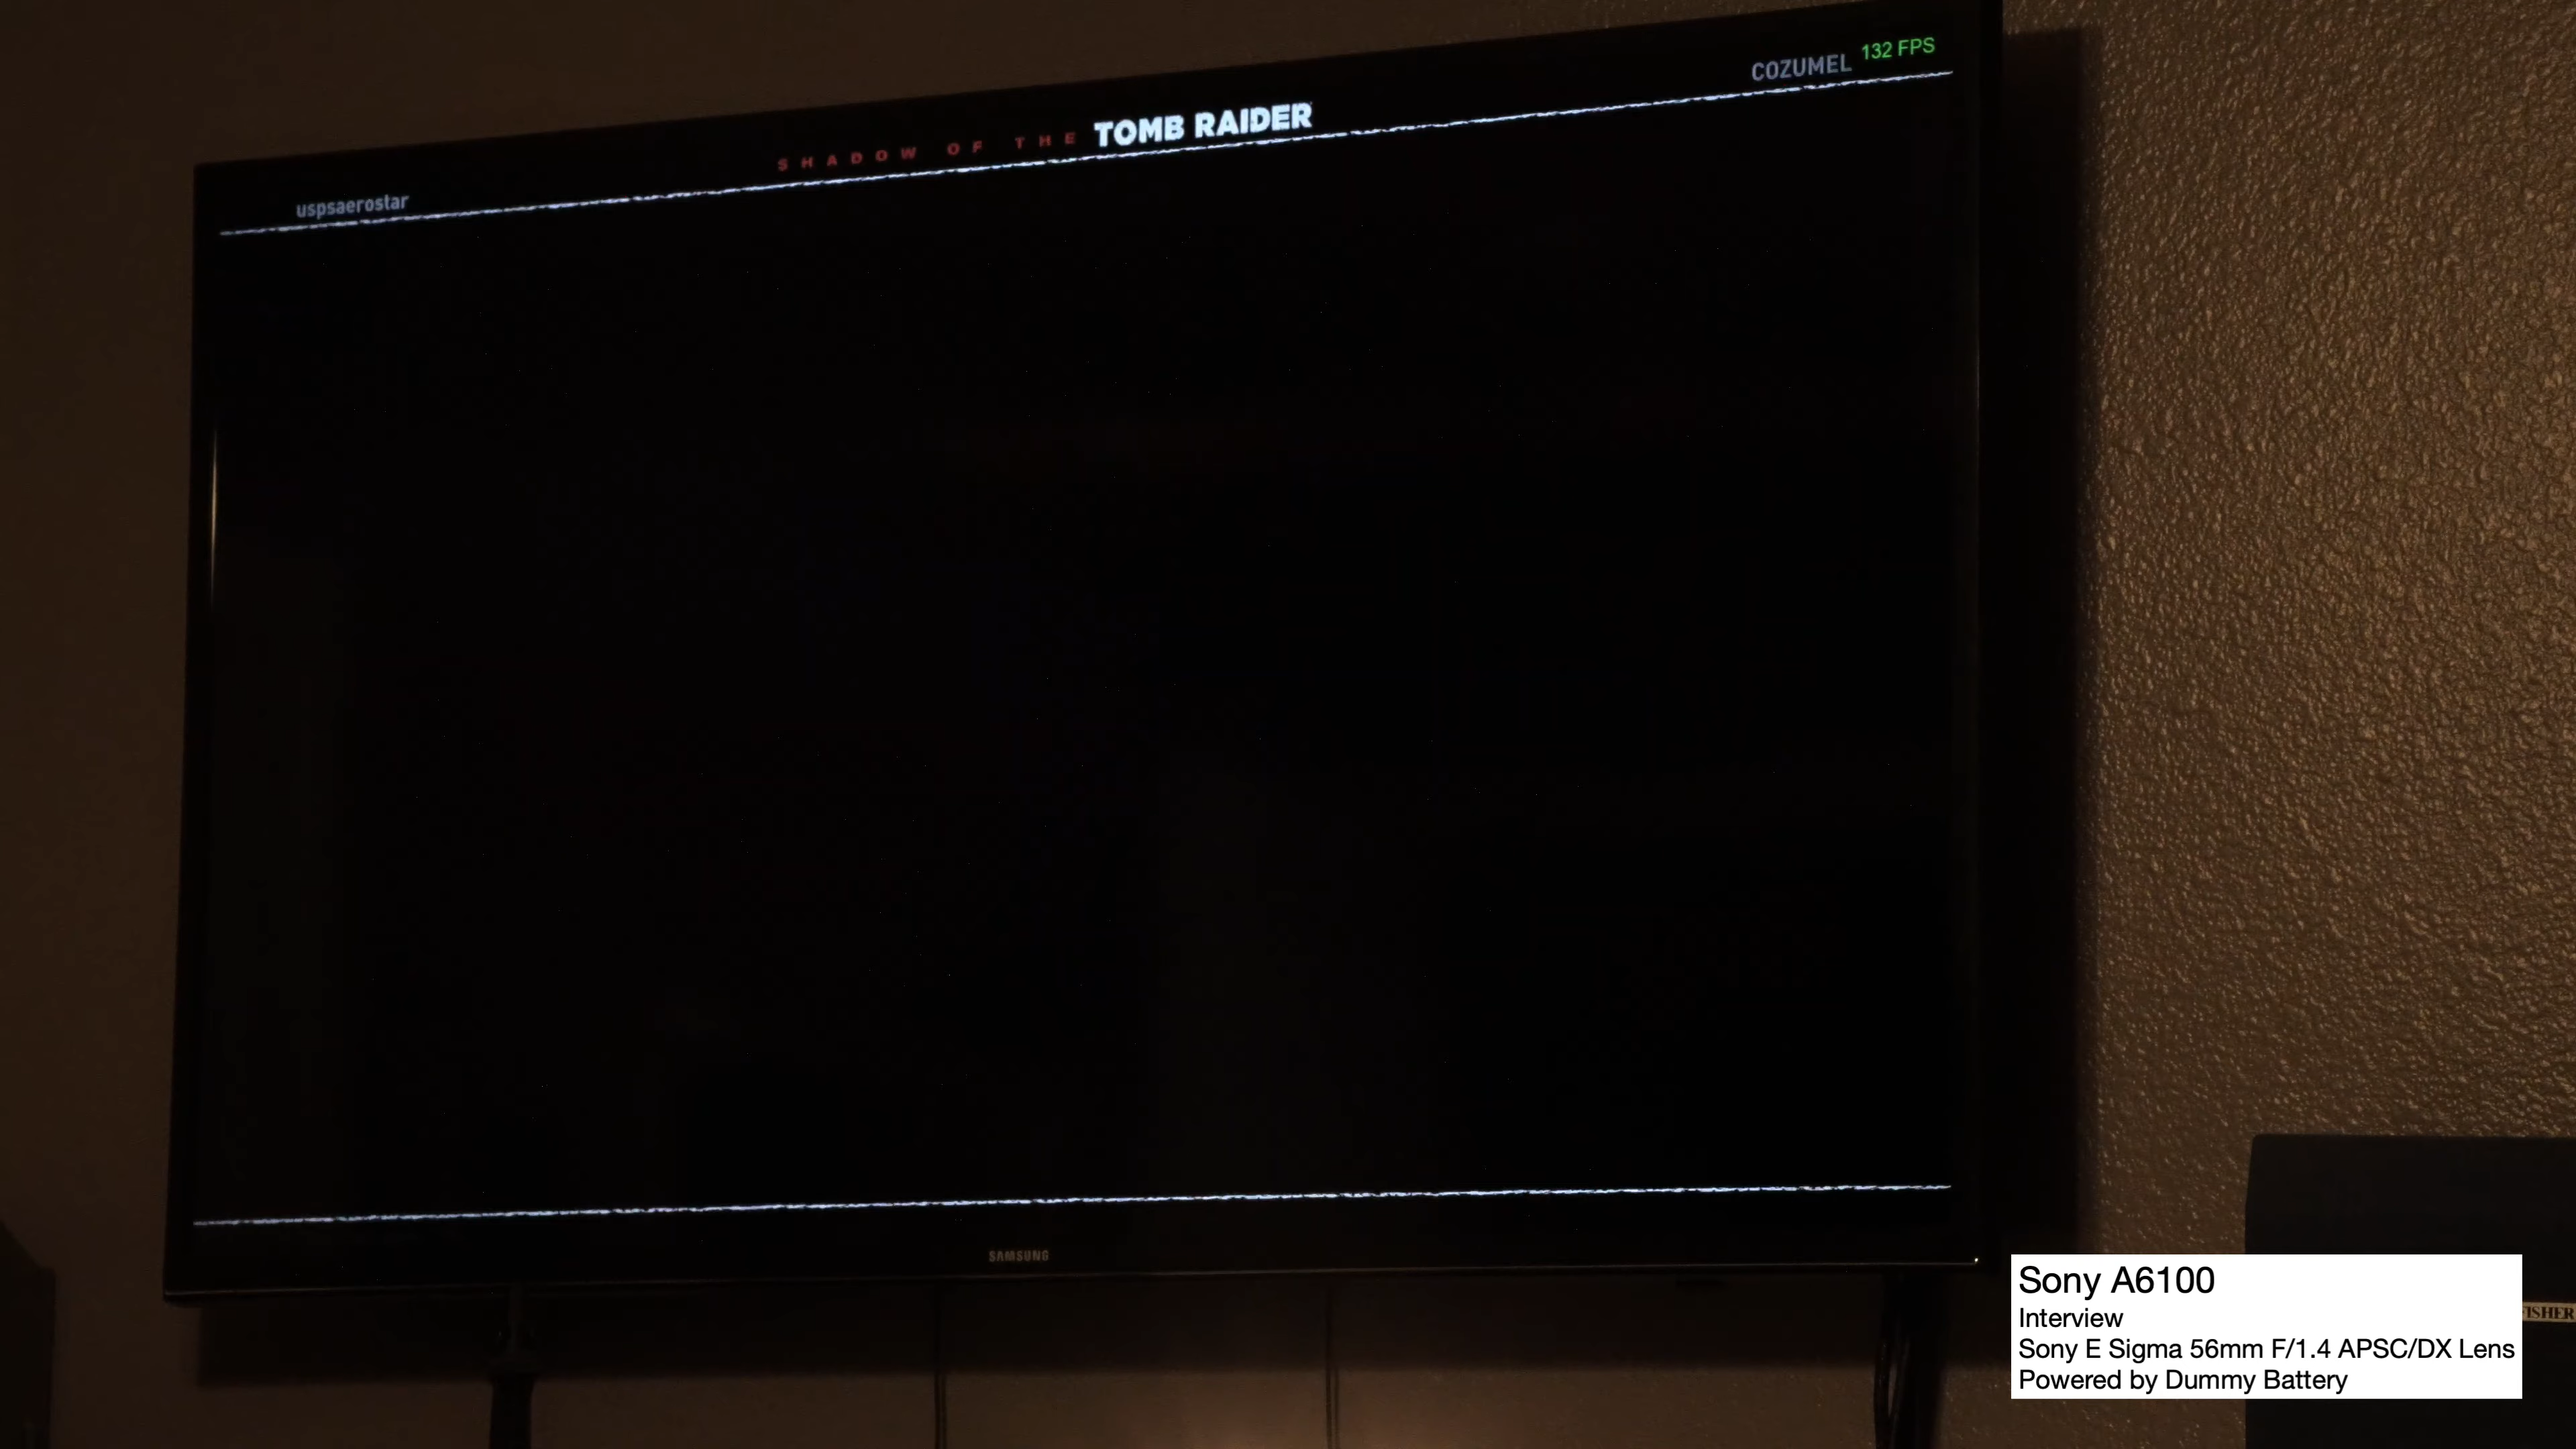 132 FPS
COZUMEL
SHADOW OF THE TOMB RAIDER
uspsaerostar
SAMSUNG
Sony A6100
Interview
Sony E Sigma 56mm F/1.4 APSC/DX Lens
Powered by Dummy Battery
FISHER